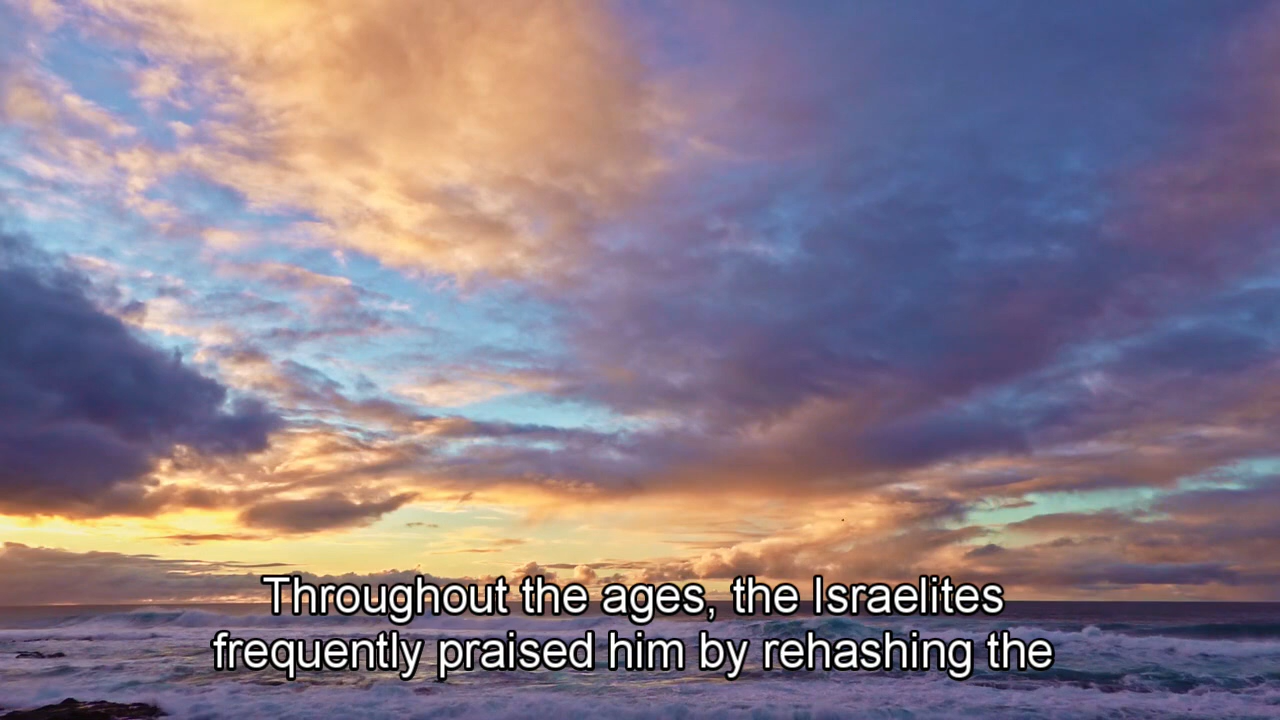 Throughout the ages, the Israelites
frequently praised him by rehashing the